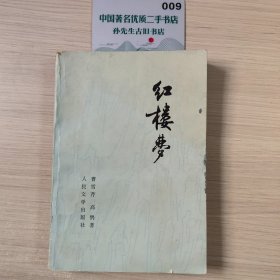 009
中国著名优质二手书店
孙先生古旧书店
红楼梦
曹雪芹 高鹗著
人民文学出版社